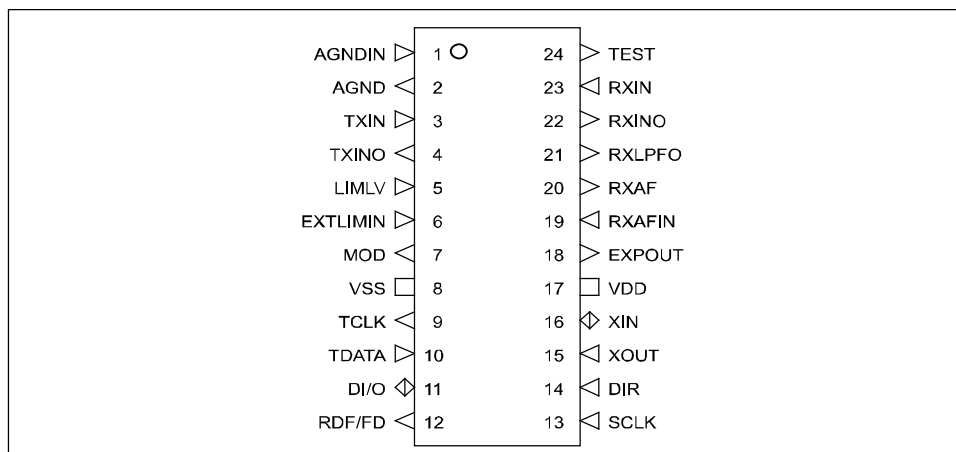 AGNDIN 1 24 TEST
AGND 2 23 RXIN
TXIN 3 22 RXINO
TXINO 4 21 RXLPFO
LIMLV 5 20 RXAF
EXTLIMIN 6 19 RXAFIN
MOD 7 18 EXPOUT
VSS 8 17 VDD
TCLK 9 16 XIN
TDATA 10 15 XOUT
DI/O 11 14 DIR
RDF/FD 12 13 SCLK